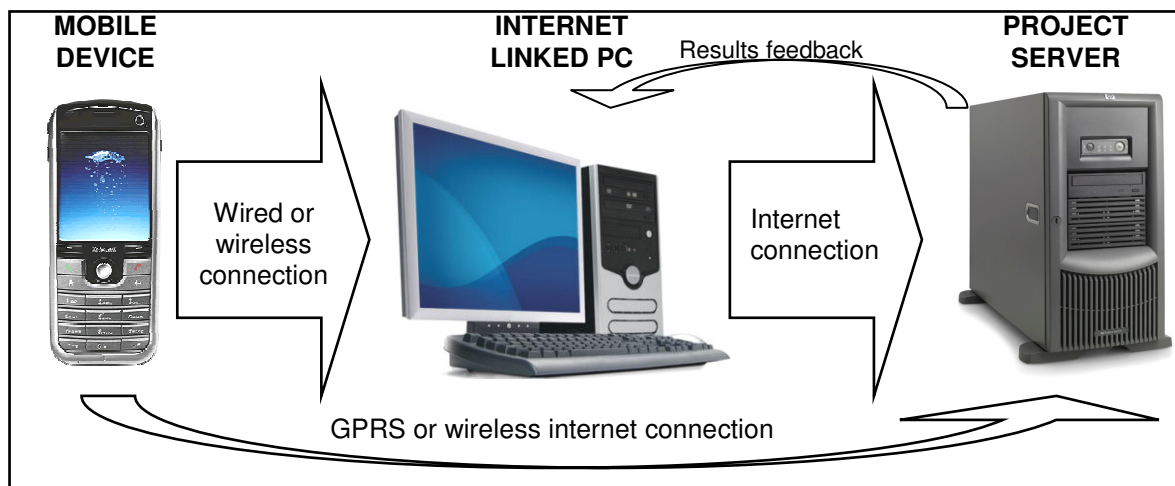 MOBILE
DEVICE
INTERNET
LINKED PC
PROJECT
SERVER
Results feedback
Wired or
wireless
connection
Internet
connection
GPRS or wireless internet connection